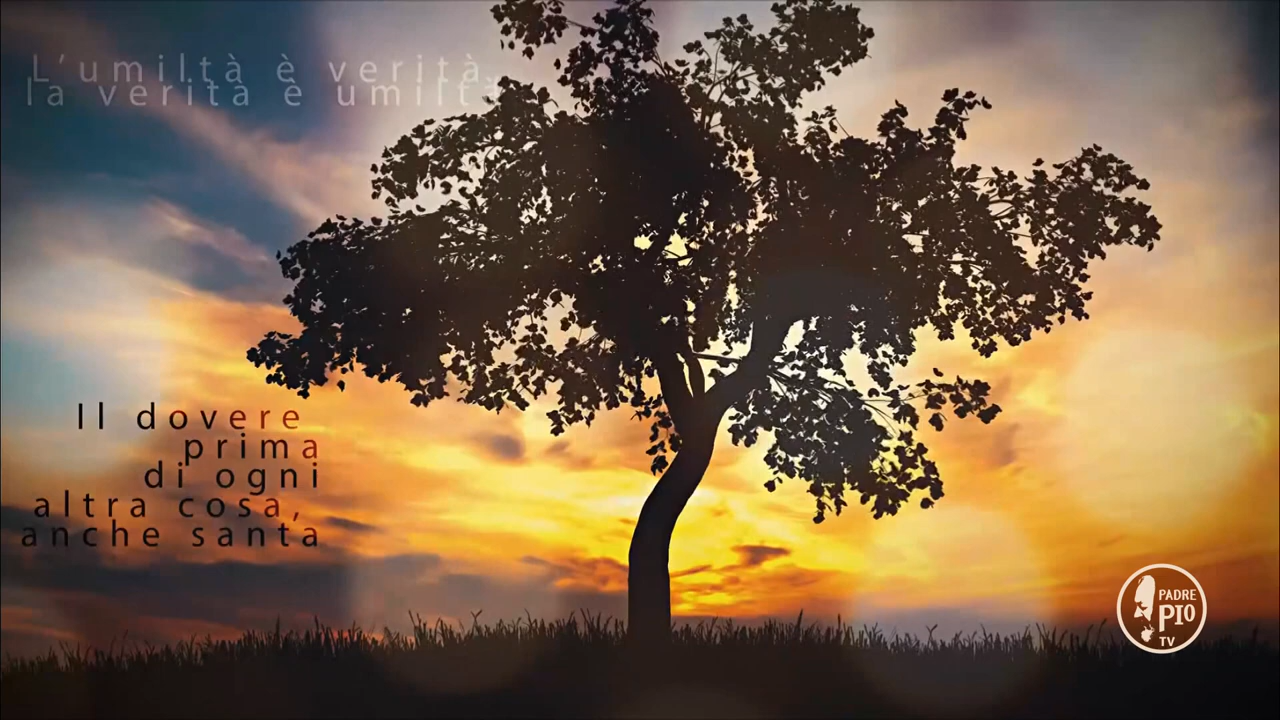 L'umiltà è verità,
la verità è umiltà
Il dovere
prima
di ogni
altra cosa,
anche santa
PADRE
PIO
TV